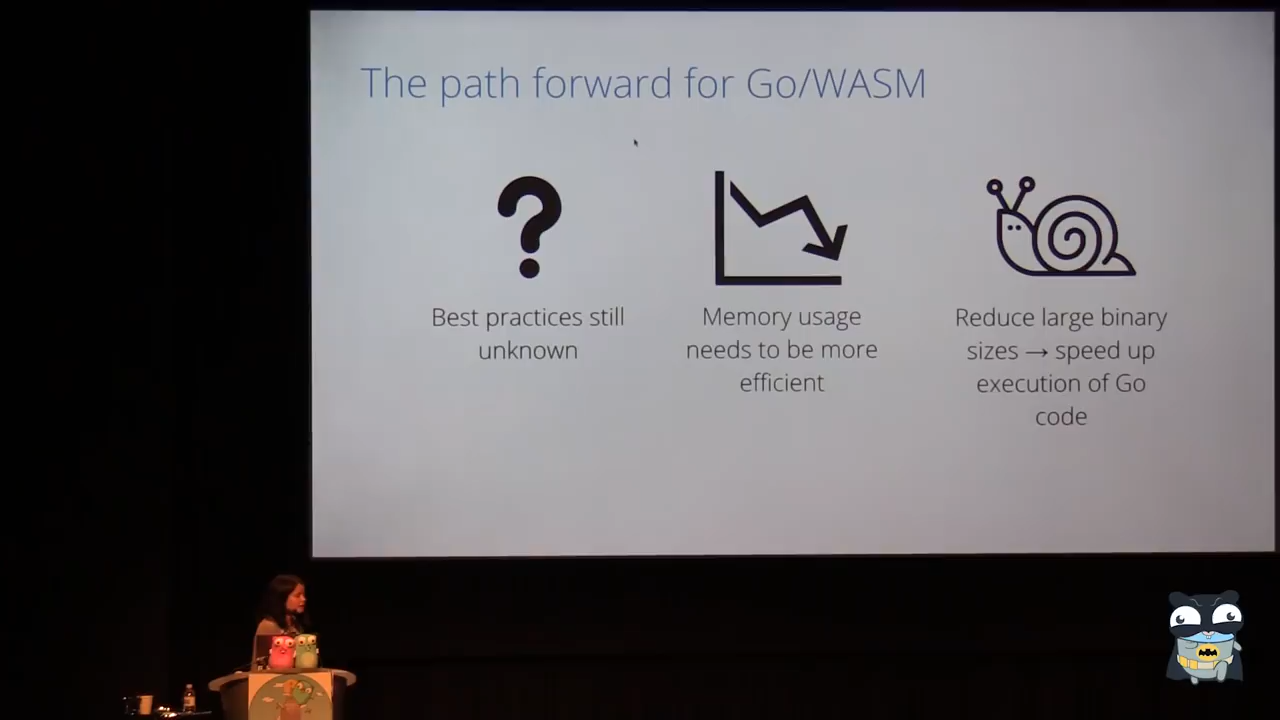 The path forward for Go/WASM
Best practices still
unknown
Memory usage
needs to be more
efficient
Reduce large binary
sizes → speed up
execution of Go
code